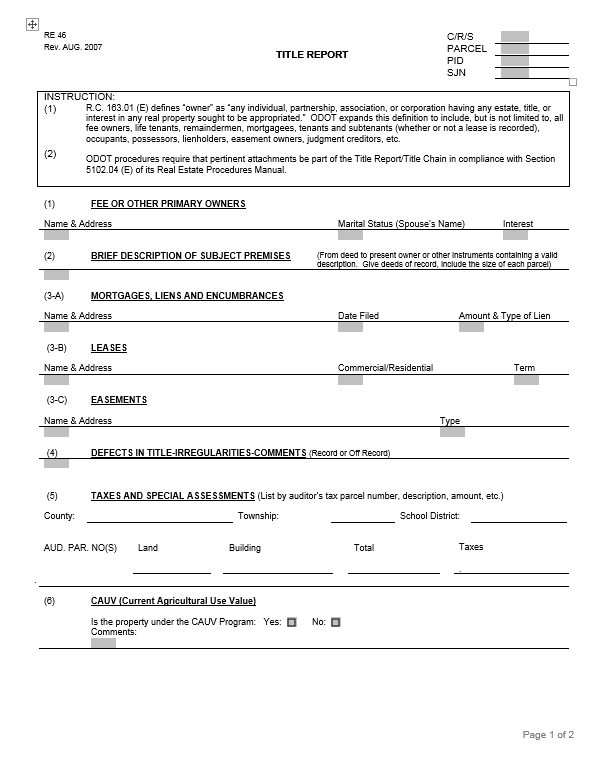 RE 46
Rev. AUG. 2007
TITLE REPORT
C/R/S
PARCEL
PID
SJN
INSTRUCTION:
(1) R.C. 163.01 (E) defines “owner” as “any individual, partnership, association, or corporation having any estate, title, or
interest in any real property sought to be appropriated.” ODOT expands this definition to include, but is not limited to, all
fee owners, life tenants, remaindermen, mortgagees, tenants and subtenants (whether or not a lease is recorded),
occupants, possessors, lienholders, easement owners, judgment creditors, etc.
(2) ODOT procedures require that pertinent attachments be part of the Title Report/Title Chain in compliance with Section
5102.04 (E) of its Real Estate Procedures Manual.
(1) FEE OR OTHER PRIMARY OWNERS
Name & Address Marital Status (Spouse’s Name) Interest
(2) BRIEF DESCRIPTION OF SUBJECT PREMISES (From deed to present owner or other instruments containing a valid
description. Give deeds of record, include the size of each parcel)
(3-A) MORTGAGES, LIENS AND ENCUMBRANCES
Name & Address Date Filed Amount & Type of Lien
(3-B) LEASES
Name & Address Commercial/Residential Term
(3-C) EASEMENTS
Name & Address Type
(4) DEFECTS IN TITLE-IRREGULARITIES-COMMENTS (Record or Off Record)
(5) TAXES AND SPECIAL ASSESSMENTS (List by auditor’s tax parcel number, description, amount, etc.)
County: Township: School District:
AUD. PAR. NO(S) Land Building Total Taxes
(6) CAUV (Current Agricultural Use Value)
Is the property under the CAUV Program: Yes: No:
Comments:
Page 1 of 2